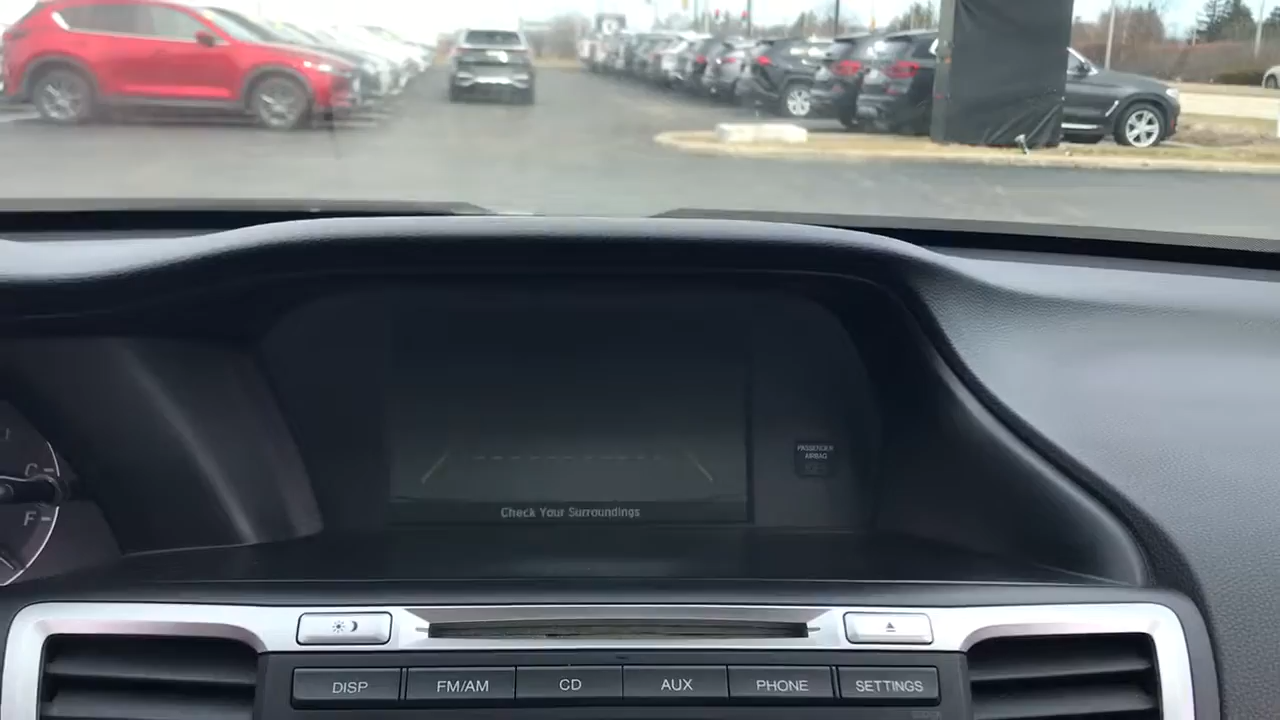 PASSENGER
AIRBAG
C
F
Check Your Surroundings
DISP
FM/AM
CD
AUX
PHONE
SETTINGS